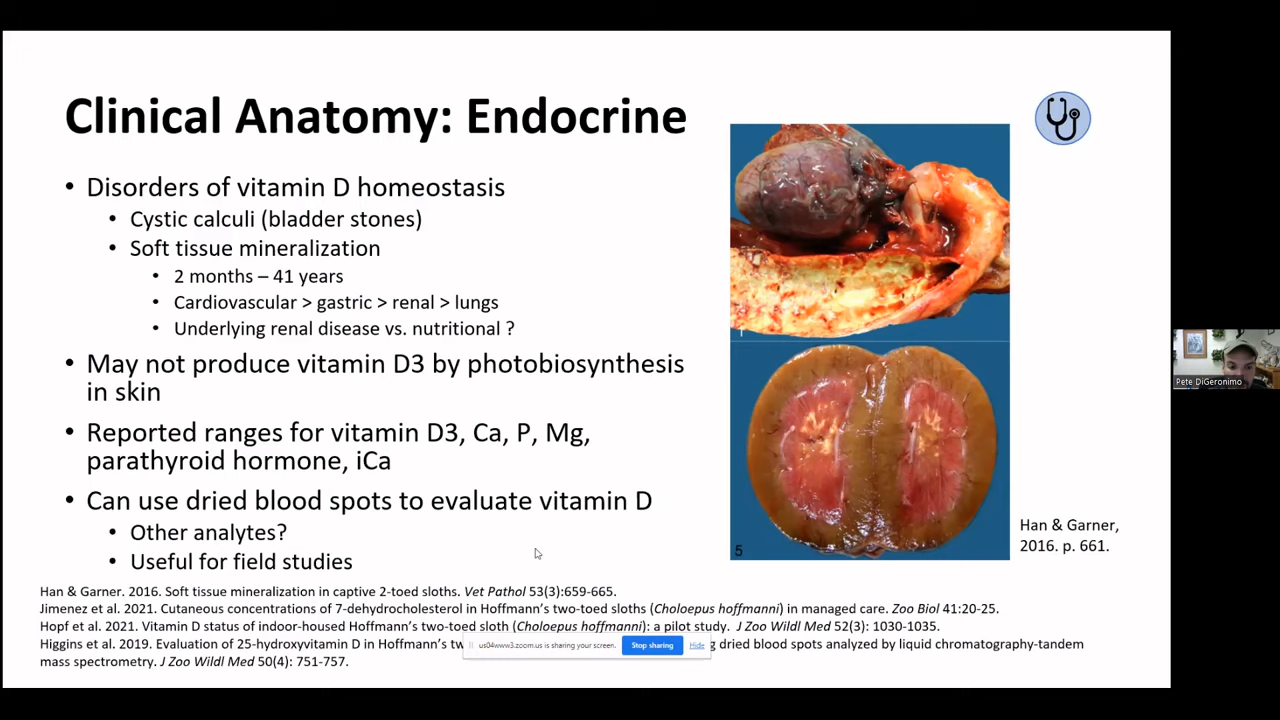 Clinical Anatomy: Endocrine
• Disorders of vitamin D homeostasis
• Cystic calculi (bladder stones)
• Soft tissue mineralization
• 2 months – 41 years
• Cardiovascular > gastric > renal > lungs
• Underlying renal disease vs. nutritional ?
• May not produce vitamin D3 by photobiosynthesis
in skin
• Reported ranges for vitamin D3, Ca, P, Mg,
parathyroid hormone, iCa
• Can use dried blood spots to evaluate vitamin D
• Other analytes?
• Useful for field studies
5
Han & Garner,
2016. p. 661.
Pete DiGeronimo
Han & Garner. 2016. Soft tissue mineralization in captive 2-toed sloths. Vet Pathol 53(3):659-665.
Jimenez et al. 2021. Cutaneous concentrations of 7-dehydrocholesterol in Hoffmann's two-toed sloths (Choloepus hoffmanni) in managed care. Zoo Biol 41:20-25.
Hopf et al. 2021. Vitamin D status of indoor-housed Hoffmann's two-toed sloth (Choloepus hoffmanni): a pilot study. J Zoo Wildl Med 52(3): 1030-1035.
Higgins et al. 2019. Evaluation of 25-hydroxyvitamin D in Hoffmann's dried blood spots analyzed by liquid chromatography-tandem
mass spectrometry. J Zoo Wildl Med 50(4): 751-757.
us04www3.zoom.us is sharing your screen. Stop sharing Hide